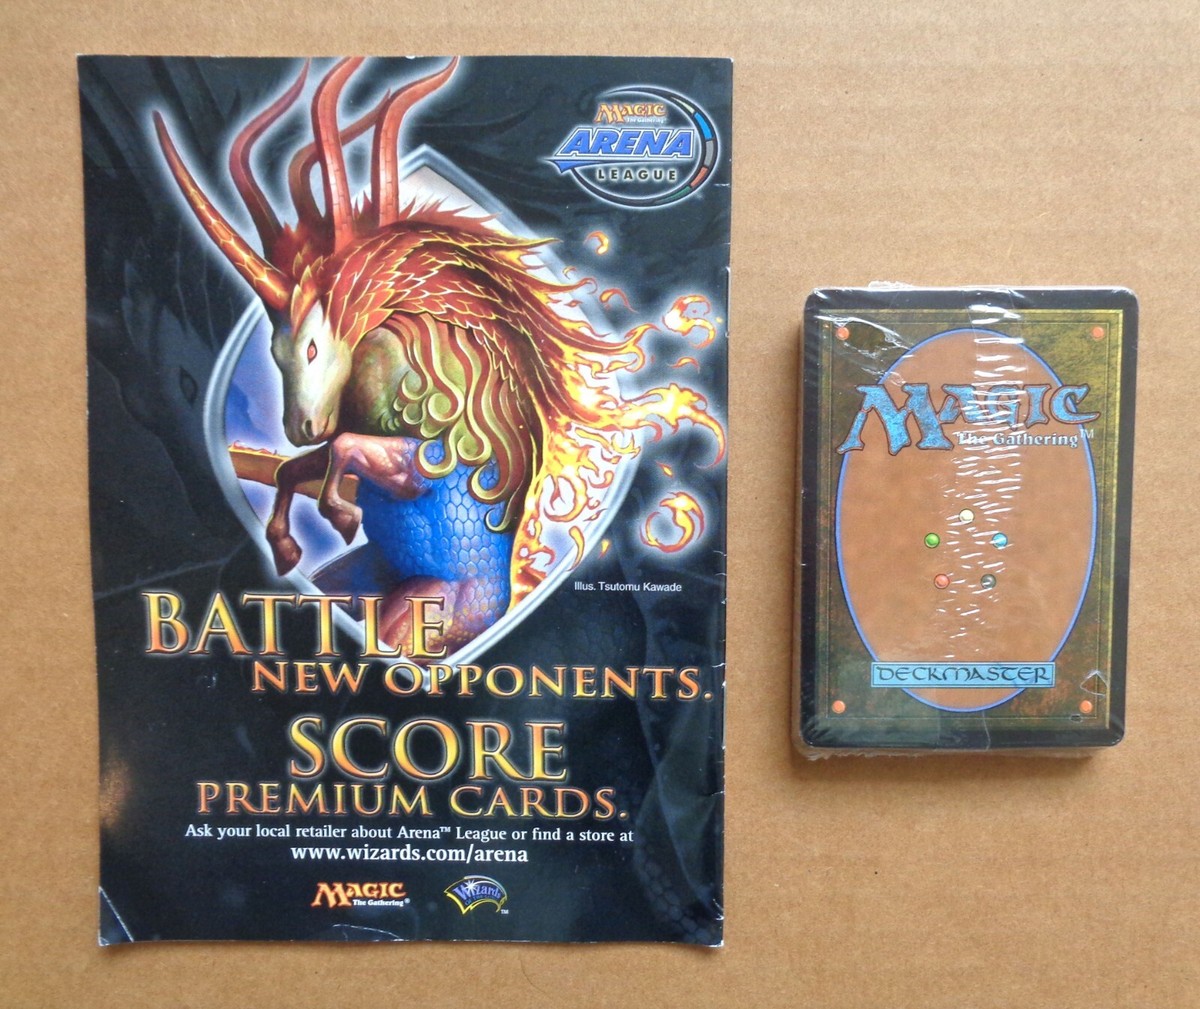 MAGIC
The Gathering
ARENA
LEAGUE
Illus. Tsutomu Kawade
BATTLE
NEW OPPONENTS.
SCORE
PREMIUM CARDS.
Ask your local retailer about Arena™ League or find a store at
www.wizards.com/arena
MAGIC
The Gathering®
Wizards
™
MAGIC
The Gathering™
DECKMASTER